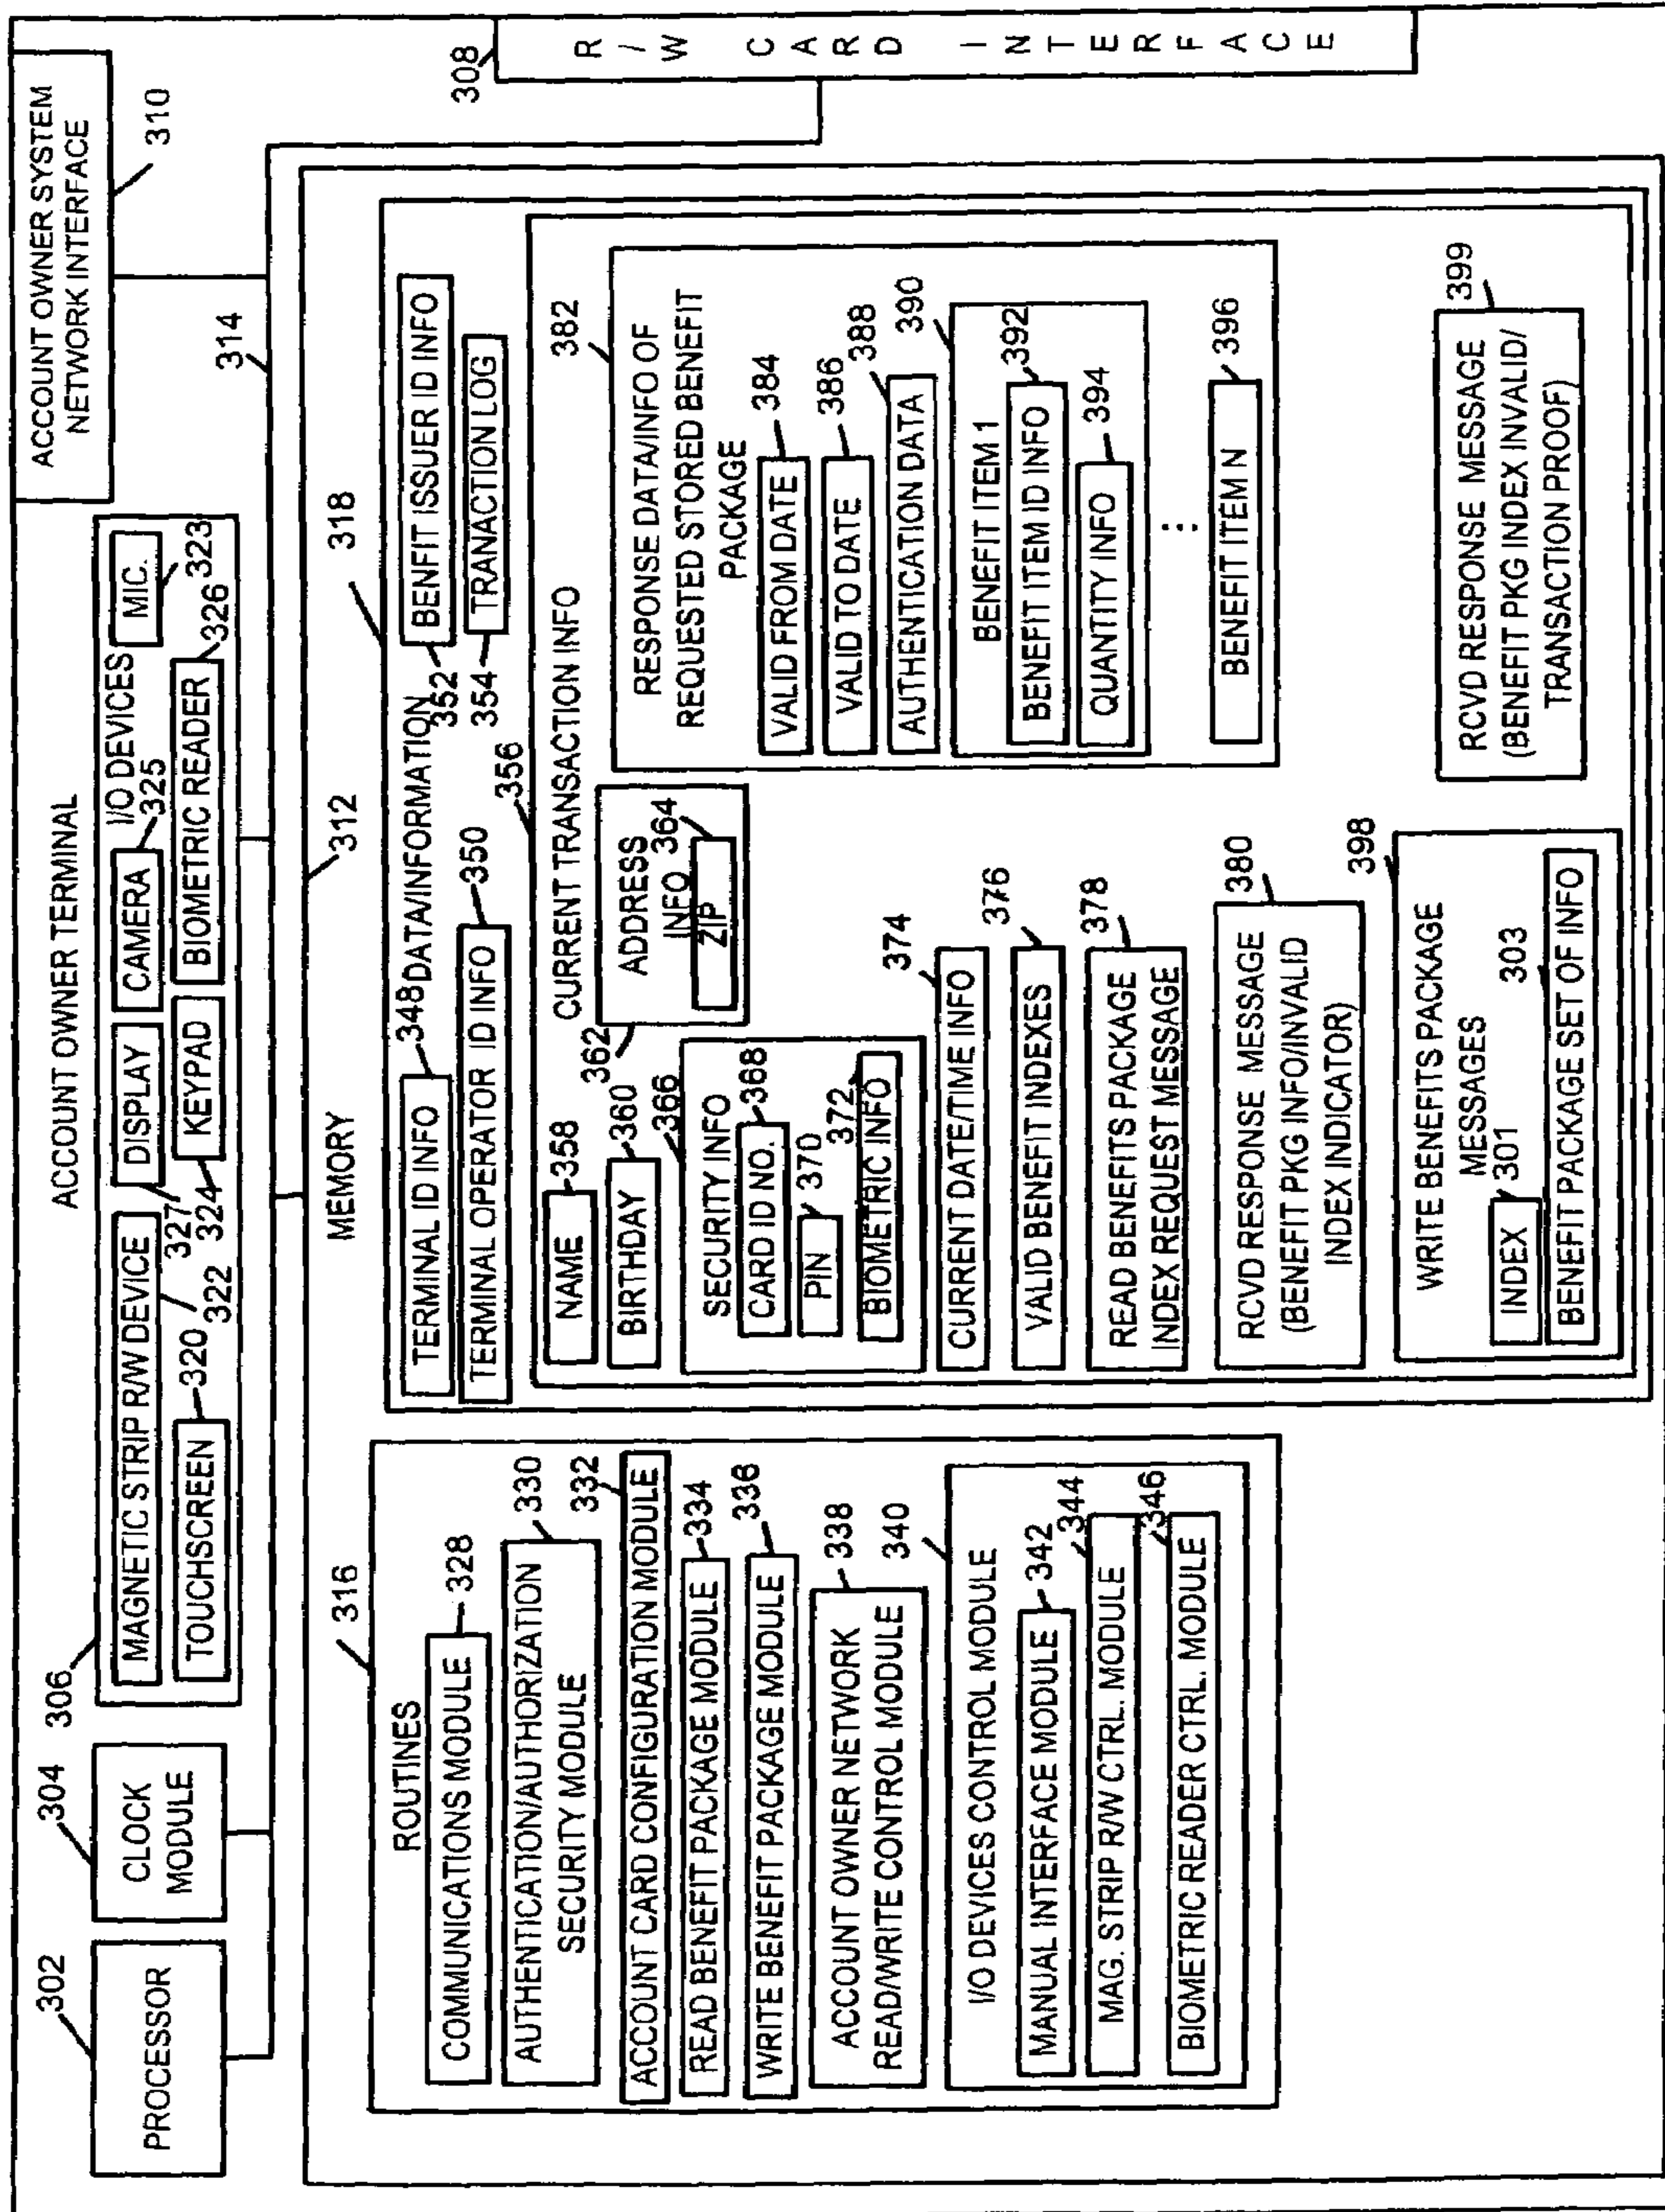 ACCOUNT OWNER TERMINAL
302
PROCESSOR
304
CLOCK
MODULE
306
I/O DEVICES
MAGNETIC STRIP R/W DEVICE
DISPLAY
CAMERA
325
MIC.
323
327
322
TOUCHSCREEN
320
KEYPAD
324
BIOMETRIC READER
326
ACCOUNT OWNER SYSTEM
NETWORK INTERFACE
310
314
308
R/W CARD INTERFACE
MEMORY
312
316
ROUTINES
COMMUNICATIONS MODULE
328
AUTHENTICATION/AUTHORIZATION
SECURITY MODULE
330
ACCOUNT CARD CONFIGURATION MODULE
332
READ BENEFIT PACKAGE MODULE
334
WRITE BENEFIT PACKAGE MODULE
336
ACCOUNT OWNER NETWORK
READ/WRITE CONTROL MODULE
338
340
I/O DEVICES CONTROL MODULE
MANUAL INTERFACE MODULE
342
MAG. STRIP R/W CTRL. MODULE
344
BIOMETRIC READER CTRL. MODULE
346
318
DATA/INFORMATION
TERMINAL ID INFO
348
TERMINAL OPERATOR ID INFO
350
BENFIT ISSUER ID INFO
352
TRANACTION LOG
354
356
CURRENT TRANSACTION INFO
NAME
358
BIRTHDAY
360
362
ADDRESS
INFO
364
ZIP
366
SECURITY INFO
CARD ID NO.
368
PIN
370
372
BIOMETRIC INFO
CURRENT DATE/TIME INFO
374
VALID BENEFIT INDEXES
376
READ BENEFITS PACKAGE
INDEX REQUEST MESSAGE
378
RCVD RESPONSE MESSAGE
(BENEFIT PKG INFO/INVALID
INDEX INDICATOR)
380
382
RESPONSE DATA/INFO OF
REQUESTED STORED BENEFIT
PACKAGE
VALID FROM DATE
384
VALID TO DATE
386
AUTHENTICATION DATA
388
390
BENEFIT ITEM 1
BENEFIT ITEM ID INFO
392
QUANTITY INFO
394
⋮
BENEFIT ITEM N
396
WRITE BENEFITS PACKAGE
MESSAGES
398
INDEX
301
303
BENEFIT PACKAGE SET OF INFO
RCVD RESPONSE MESSAGE
(BENEFIT PKG INDEX INVALID/
TRANSACTION PROOF)
399